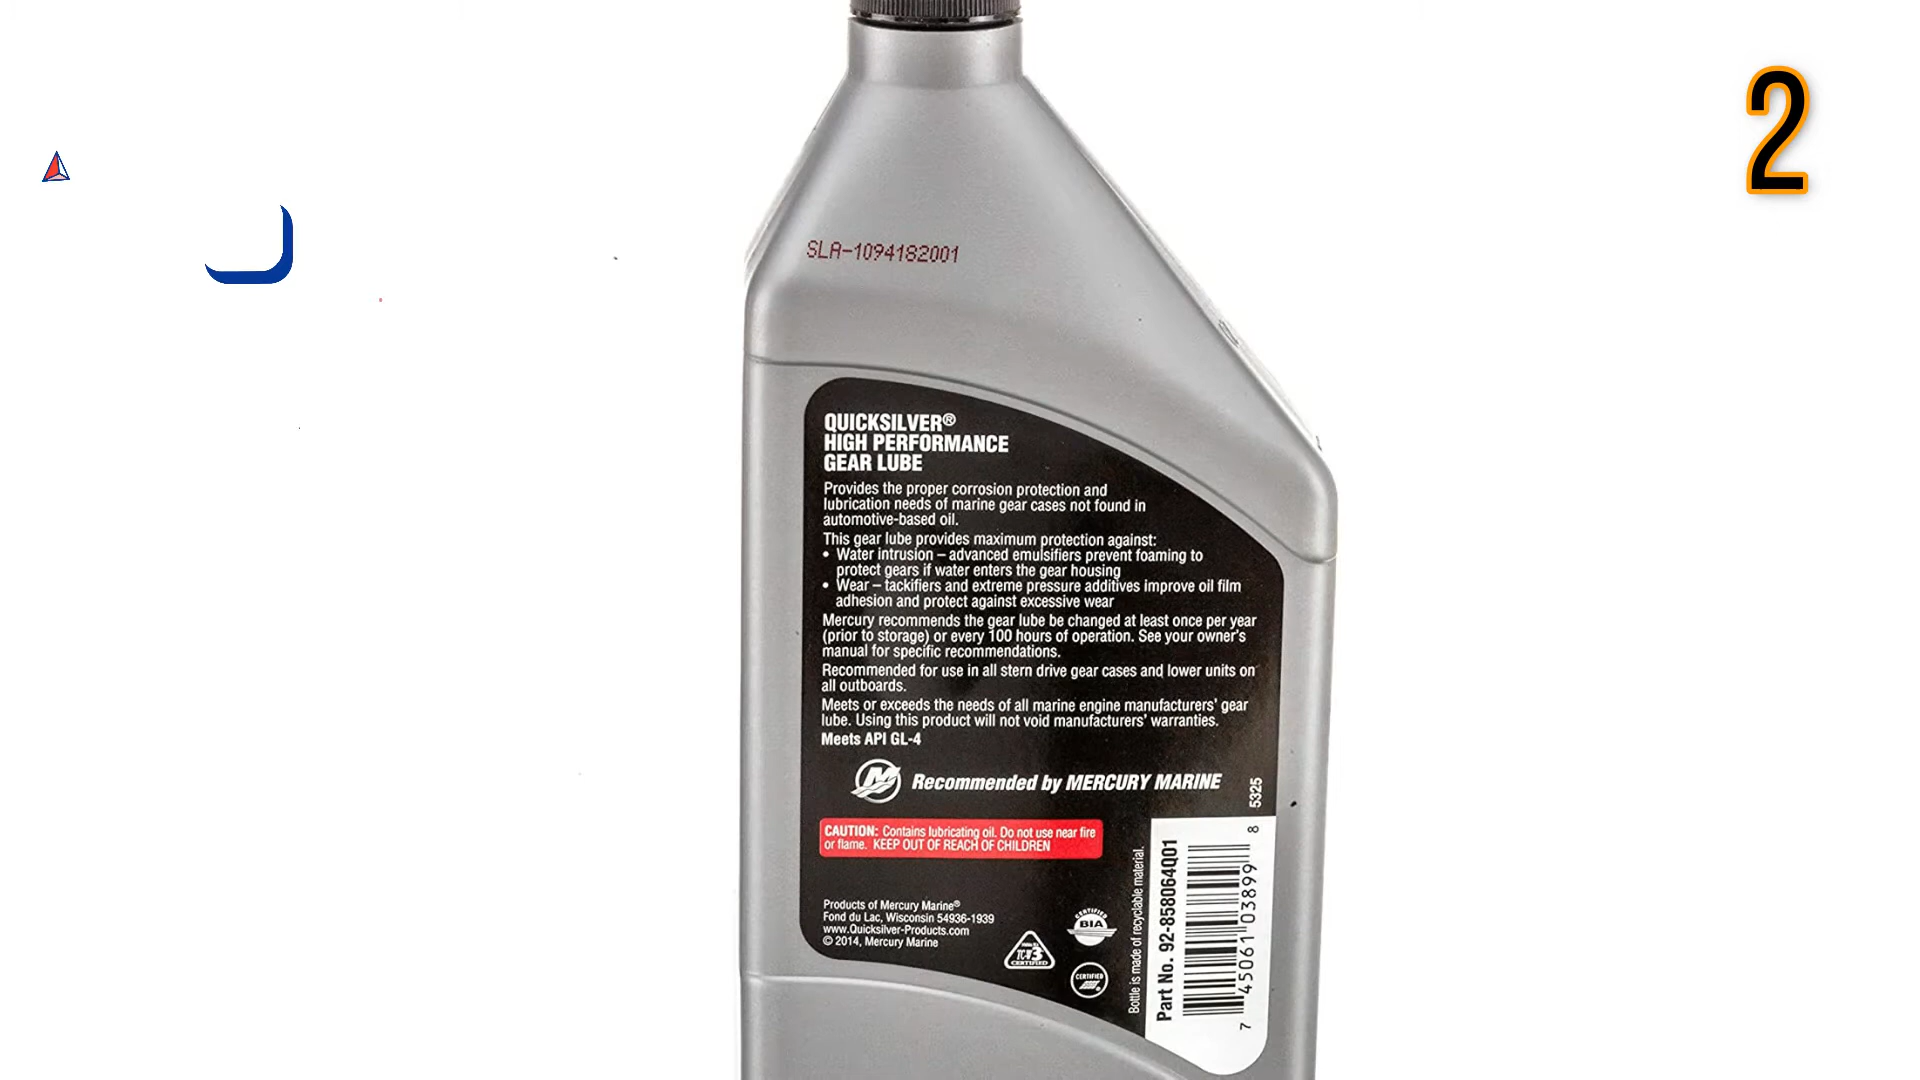 2
SLA-1094182001
QUICKSILVER®
HIGH PERFORMANCE
GEAR LUBE
Provides the proper corrosion protection and
lubrication needs of marine gear cases not found in
automotive-based oil.
This gear lube provides maximum protection against:
• Water intrusion – advanced emulsifiers prevent foaming to
protect gears if water enters the gear housing
• Wear – tackifiers and extreme pressure additives improve oil film
adhesion and protect against excessive wear
Mercury recommends the gear lube be changed at least once per year
(prior to storage) or every 100 hours of operation. See your owner's
manual for specific recommendations.
Recommended for use in all stern drive gear cases and lower units on
all outboards.
Meets or exceeds the needs of all marine engine manufacturers' gear
lube. Using this product will not void manufacturers' warranties.
Meets API GL-4
Recommended by MERCURY MARINE
5325
CAUTION: Contains lubricating oil. Do not use near fire
or flame. KEEP OUT OF REACH OF CHILDREN
Products of Mercury Marine®
Fond du Lac, Wisconsin 54936-1939
www.Quicksilver-Products.com
© 2014, Mercury Marine
TC-W3
CERTIFIED
CERTIFIED
BIA
CERTIFIED
Bottle is made of recyclable material.
Part No. 92-858064Q01
7 45061 03899 8